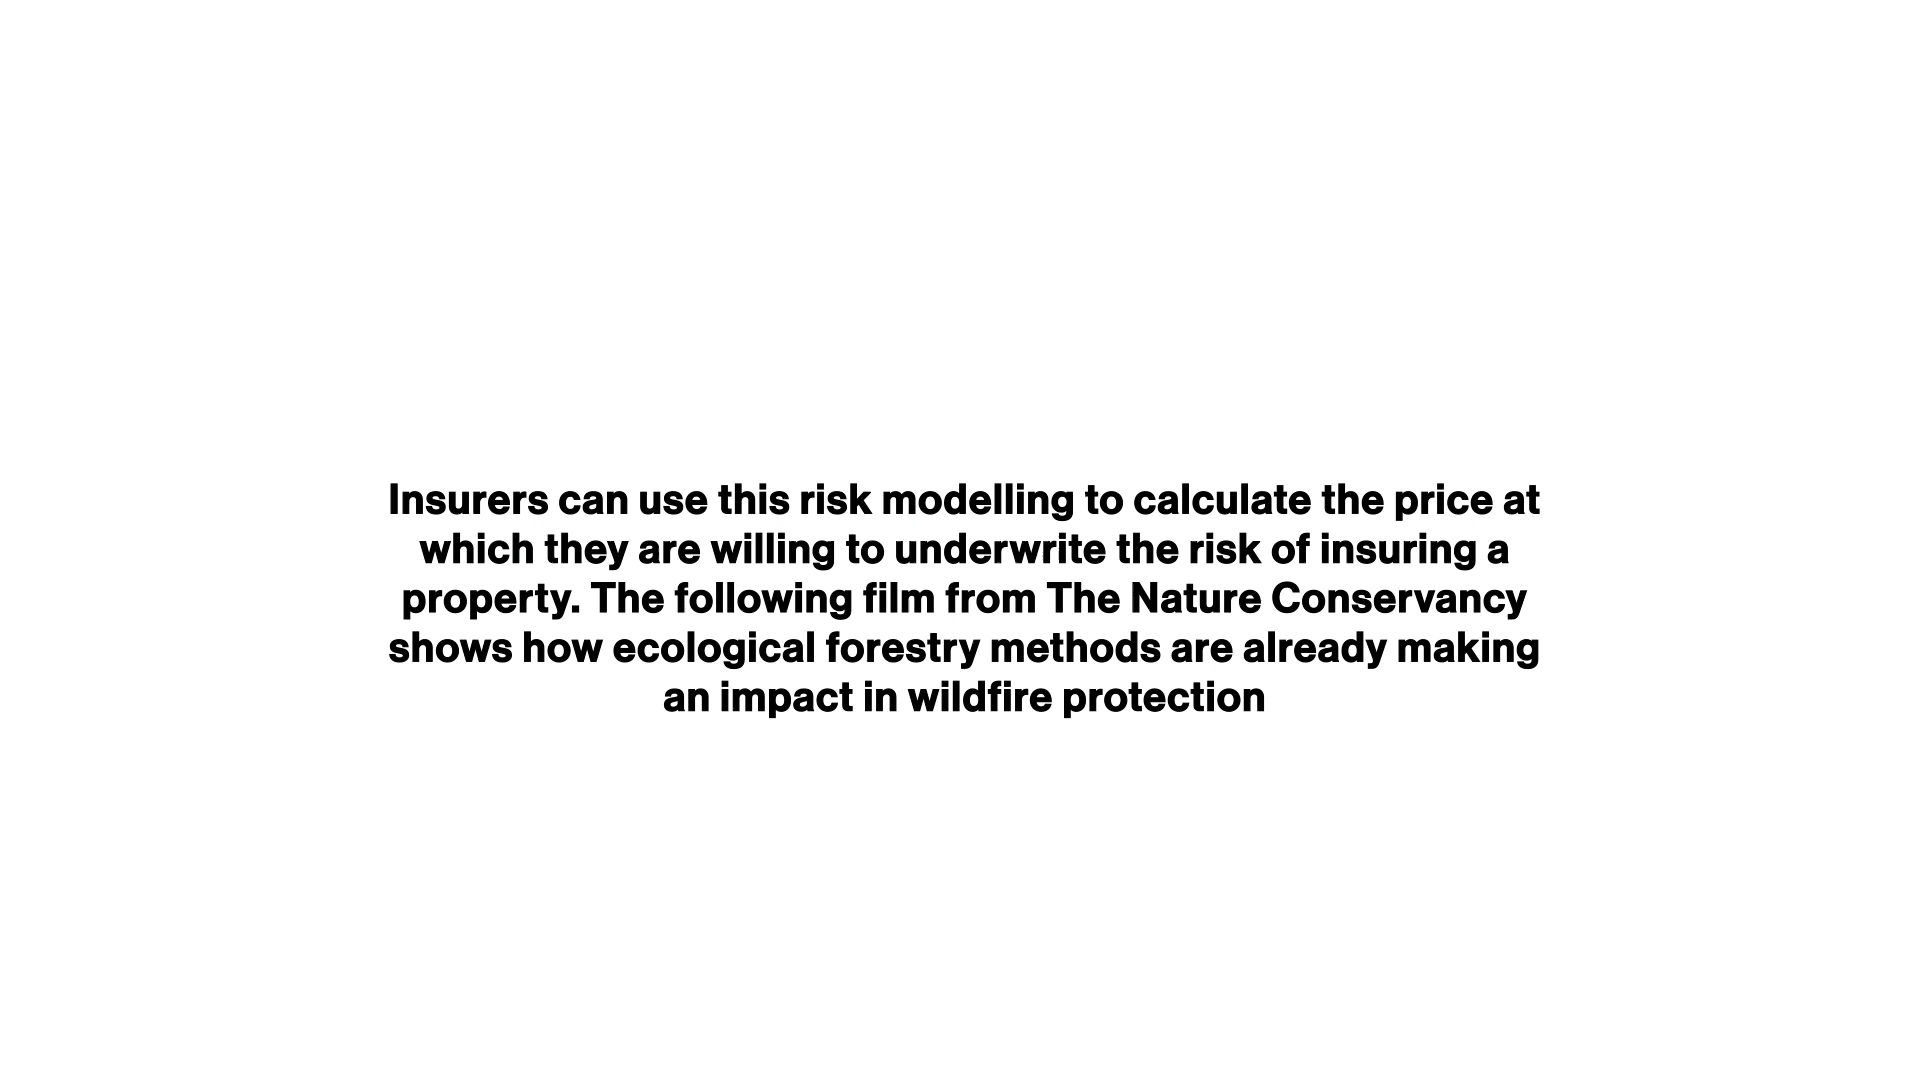 Insurers can use this risk modelling to calculate the price at
which they are willing to underwrite the risk of insuring a
property. The following film from The Nature Conservancy
shows how ecological forestry methods are already making
an impact in wildfire protection